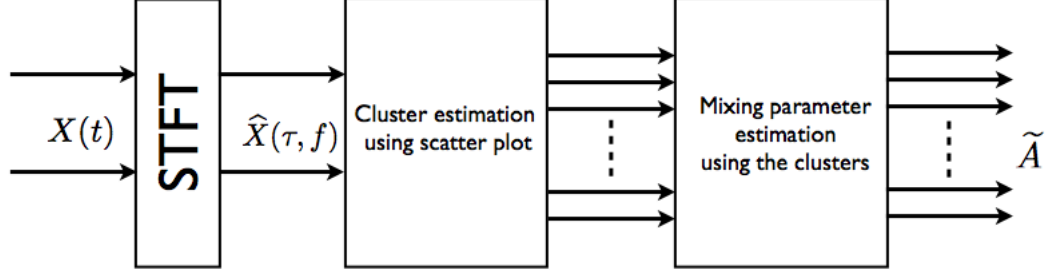 X(t)
STFT
X̂(τ, f)
Cluster estimation
using scatter plot
Mixing parameter
estimation
using the clusters
Ã